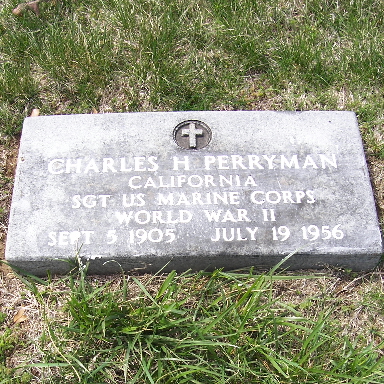 CHARLES H PERRYMAN
CALIFORNIA
SGT US MARINE CORPS
WORLD WAR II
SEPT 5 1905 JULY 19 1956